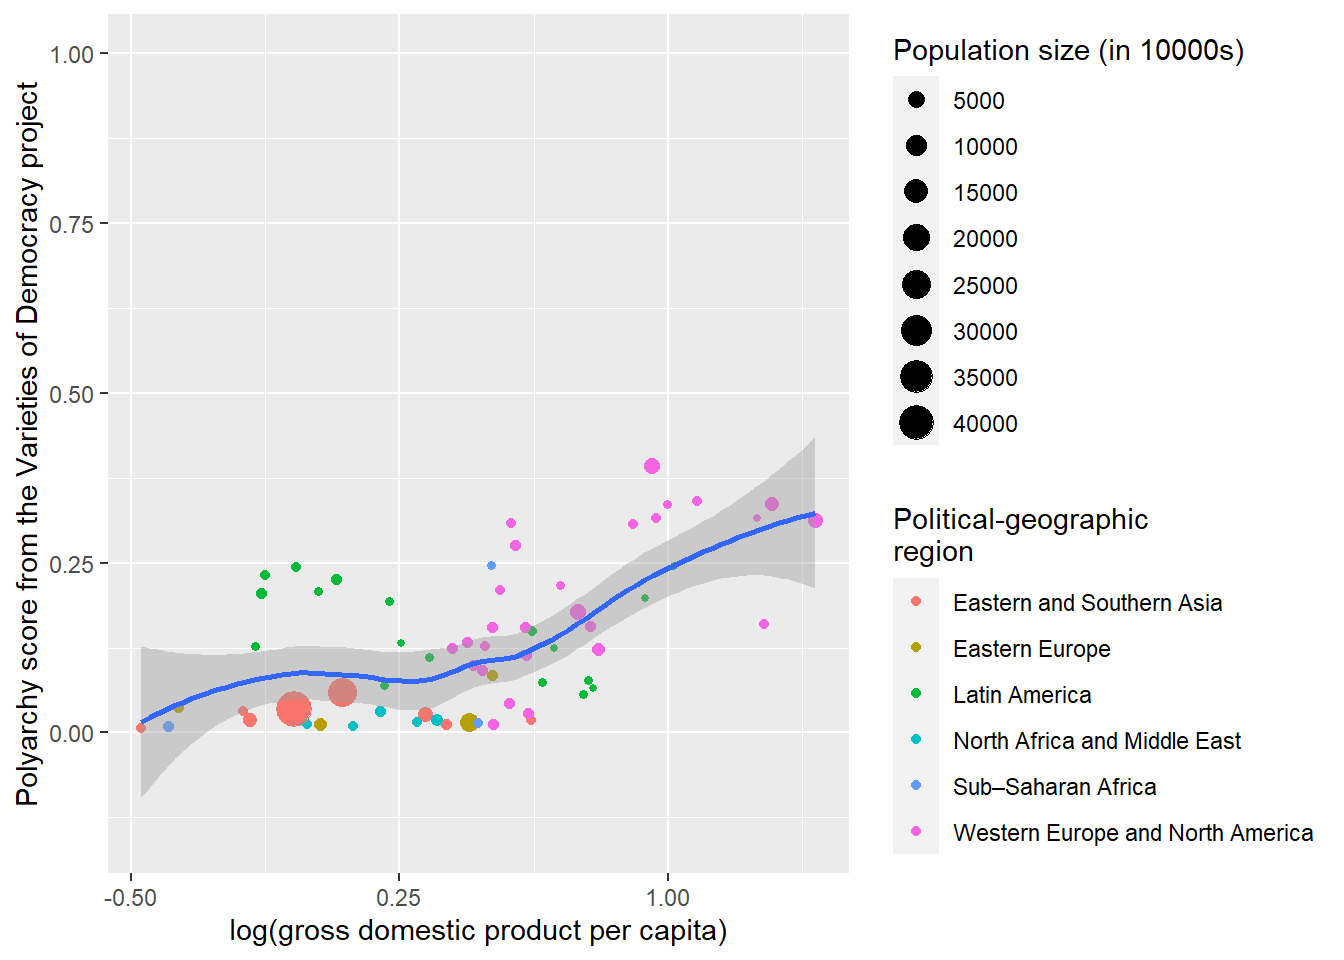 Polyarchy score from the Varieties of Democracy project
1.00
0.75
0.50
0.25
0.00
-0.50
0.25
1.00
log(gross domestic product per capita)
Population size (in 10000s)
5000
10000
15000
20000
25000
30000
35000
40000
Political-geographic
region
Eastern and Southern Asia
Eastern Europe
Latin America
North Africa and Middle East
Sub–Saharan Africa
Western Europe and North America